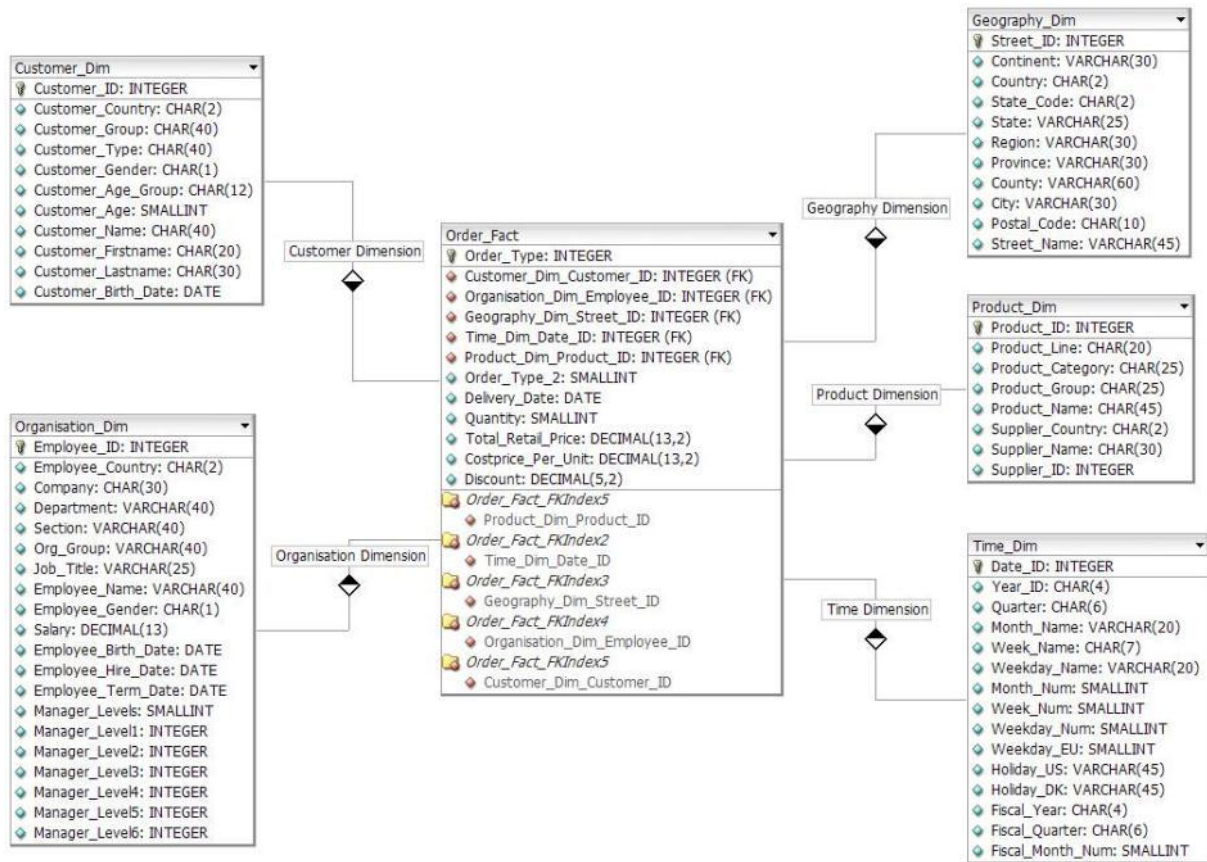 Customer_Dim
Customer_ID: INTEGER
Customer_Country: CHAR(2)
Customer_Group: CHAR(40)
Customer_Type: CHAR(40)
Customer_Gender: CHAR(1)
Customer_Age_Group: CHAR(12)
Customer_Age: SMALLINT
Customer_Name: CHAR(40)
Customer_Firstname: CHAR(20)
Customer_Lastname: CHAR(30)
Customer_Birth_Date: DATE
Organisation_Dim
Employee_ID: INTEGER
Employee_Country: CHAR(2)
Company: CHAR(30)
Department: VARCHAR(40)
Section: VARCHAR(40)
Org_Group: VARCHAR(40)
Job_Title: VARCHAR(25)
Employee_Name: VARCHAR(40)
Employee_Gender: CHAR(1)
Salary: DECIMAL(13)
Employee_Birth_Date: DATE
Employee_Hire_Date: DATE
Employee_Term_Date: DATE
Manager_Levels: SMALLINT
Manager_Level1: INTEGER
Manager_Level2: INTEGER
Manager_Level3: INTEGER
Manager_Level4: INTEGER
Manager_Level5: INTEGER
Manager_Level6: INTEGER
Customer Dimension
Organisation Dimension
Order_Fact
Order_Type: INTEGER
Customer_Dim_Customer_ID: INTEGER (FK)
Organisation_Dim_Employee_ID: INTEGER (FK)
Geography_Dim_Street_ID: INTEGER (FK)
Time_Dim_Date_ID: INTEGER (FK)
Product_Dim_Product_ID: INTEGER (FK)
Order_Type_2: SMALLINT
Delivery_Date: DATE
Quantity: SMALLINT
Total_Retail_Price: DECIMAL(13,2)
Costprice_Per_Unit: DECIMAL(13,2)
Discount: DECIMAL(5,2)
Order_Fact_FKIndex5
Product_Dim_Product_ID
Order_Fact_FKIndex2
Time_Dim_Date_ID
Order_Fact_FKIndex3
Geography_Dim_Street_ID
Order_Fact_FKIndex4
Organisation_Dim_Employee_ID
Order_Fact_FKIndex5
Customer_Dim_Customer_ID
Geography Dimension
Product Dimension
Time Dimension
Geography_Dim
Street_ID: INTEGER
Continent: VARCHAR(30)
Country: CHAR(2)
State_Code: CHAR(2)
State: VARCHAR(25)
Region: VARCHAR(30)
Province: VARCHAR(30)
County: VARCHAR(60)
City: VARCHAR(30)
Postal_Code: CHAR(10)
Street_Name: VARCHAR(45)
Product_Dim
Product_ID: INTEGER
Product_Line: CHAR(20)
Product_Category: CHAR(25)
Product_Group: CHAR(25)
Product_Name: CHAR(45)
Supplier_Country: CHAR(2)
Supplier_Name: CHAR(30)
Supplier_ID: INTEGER
Time_Dim
Date_ID: INTEGER
Year_ID: CHAR(4)
Quarter: CHAR(6)
Month_Name: VARCHAR(20)
Week_Name: CHAR(7)
Weekday_Name: VARCHAR(20)
Month_Num: SMALLINT
Week_Num: SMALLINT
Weekday_Num: SMALLINT
Weekday_EU: SMALLINT
Holiday_US: VARCHAR(45)
Holiday_DK: VARCHAR(45)
Fiscal_Year: CHAR(4)
Fiscal_Quarter: CHAR(6)
Fiscal_Month_Num: SMALLINT